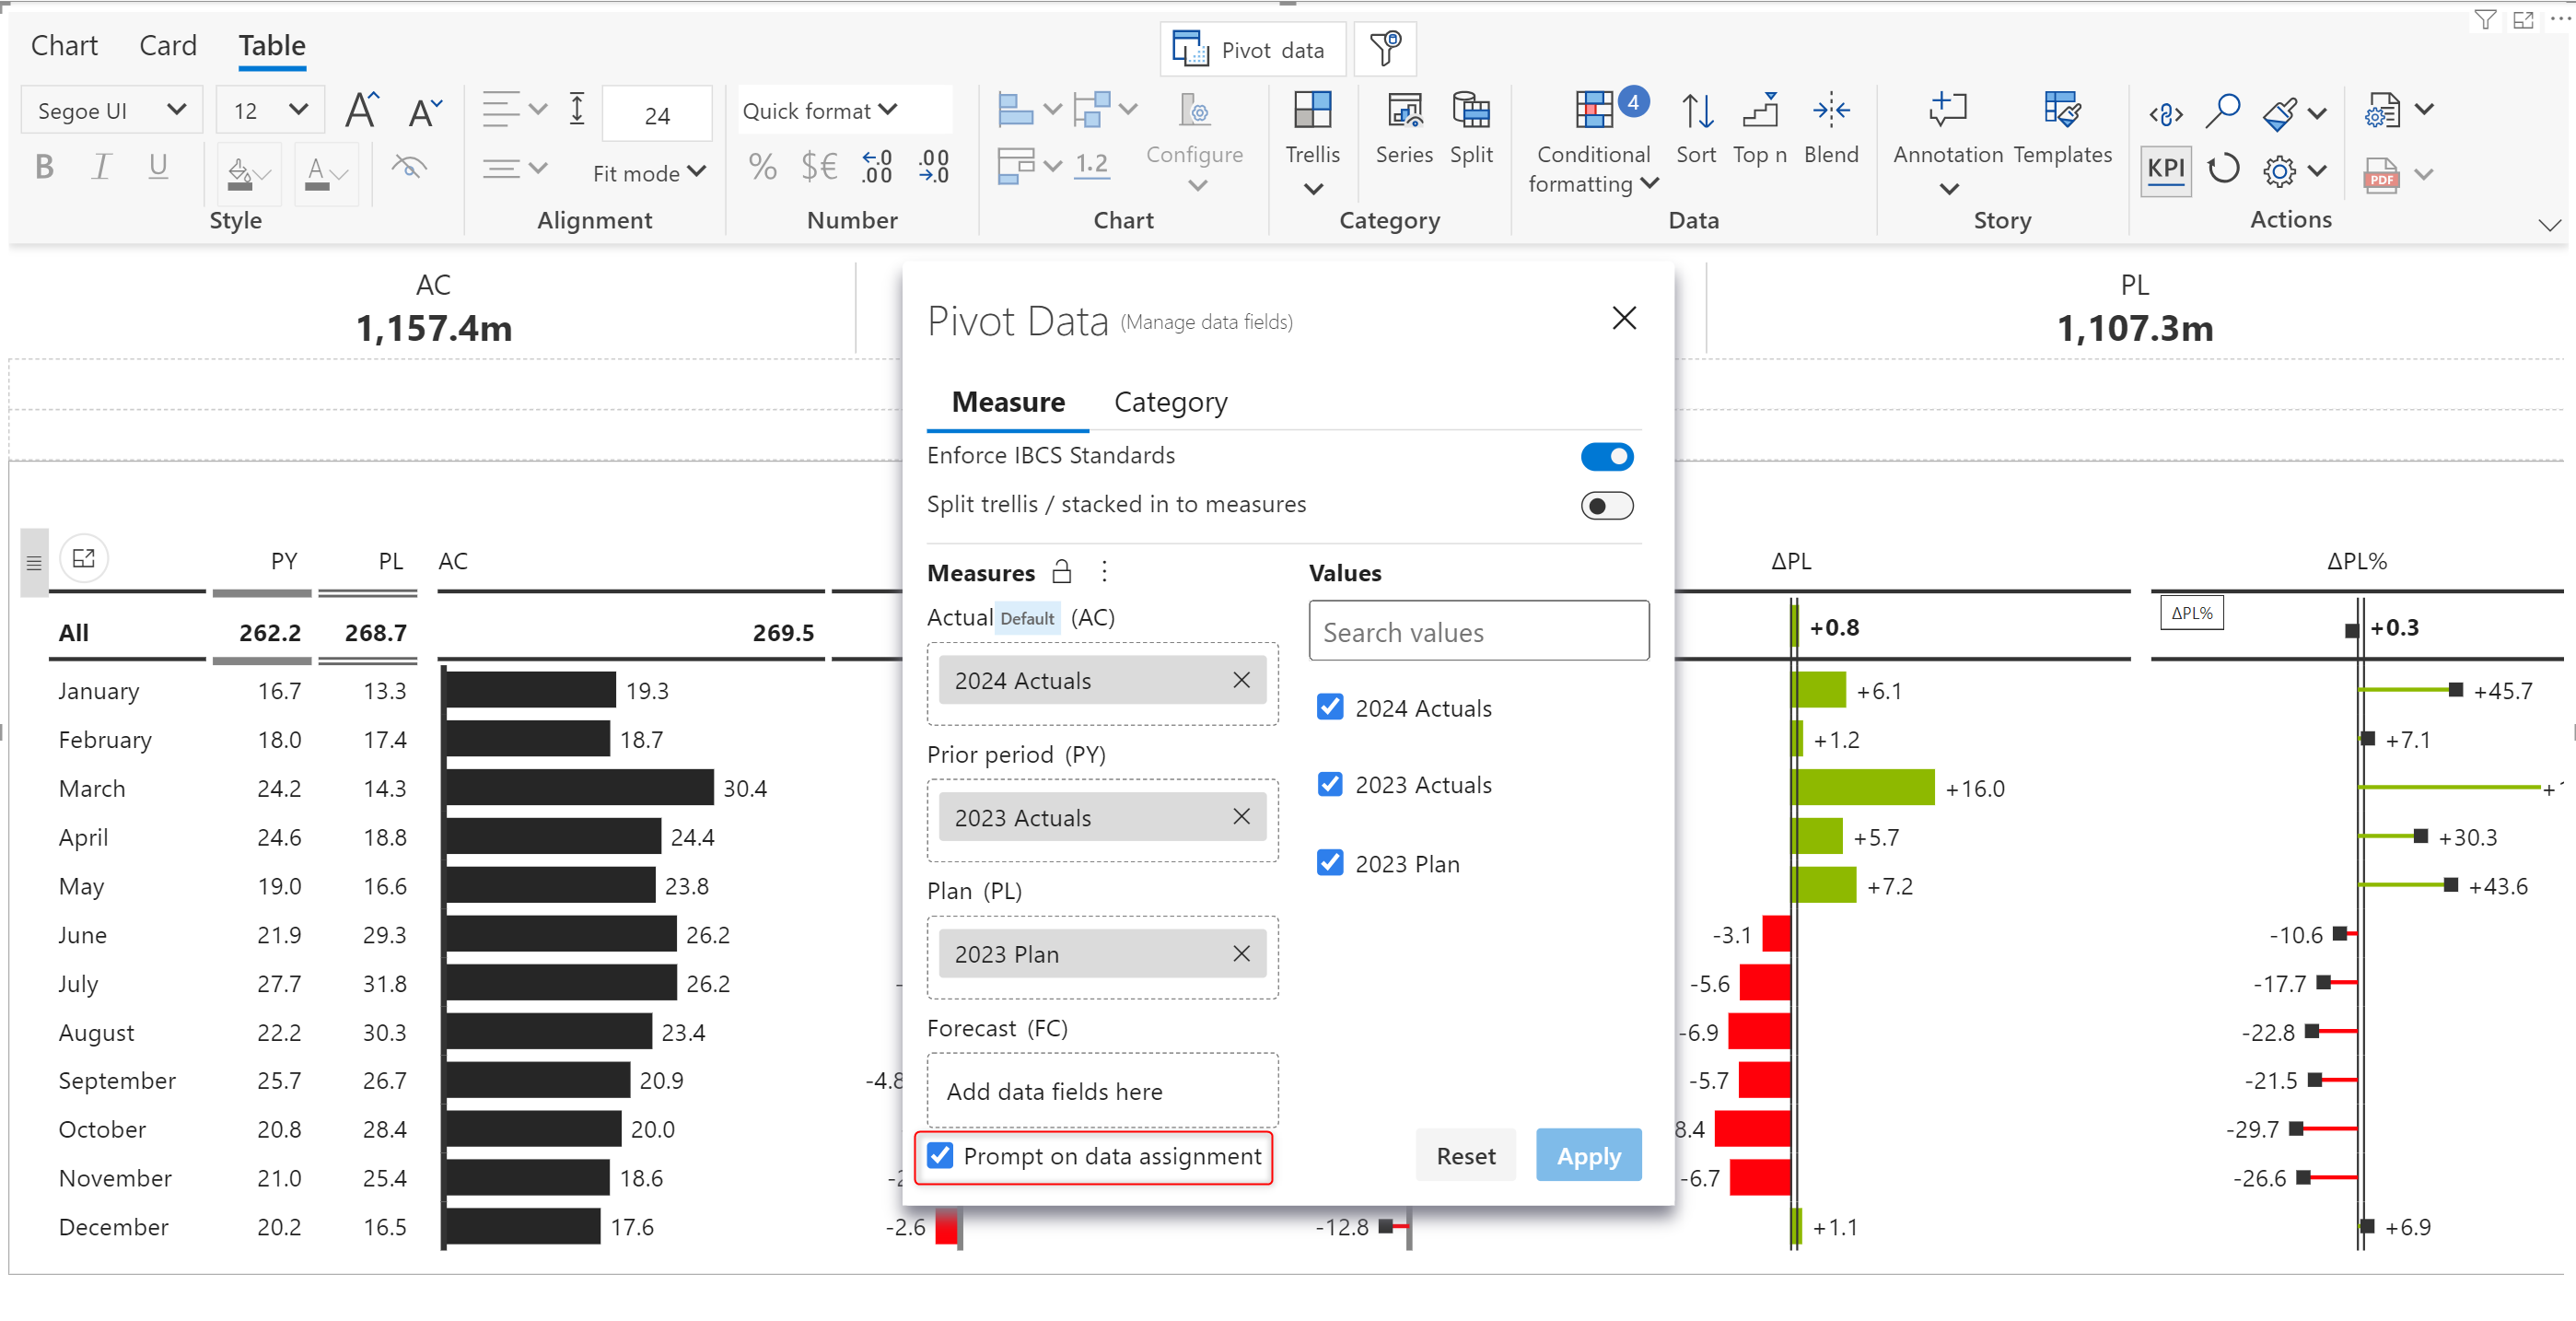 Chart Card Table
Pivot data
Segoe UI 12 A A 24 Quick format
4
Configure Trellis Series Split Conditional formatting Sort Top n Blend Annotation Templates
B I U A Fit mode % $€ .0 .00 .00 .0 1.2 KPI PDF
Style Alignment Number Chart Category Data Story Actions
AC
1,157.4m
PL
1,107.3m
Pivot Data (Manage data fields)
Measure Category
Enforce IBCS Standards
Split trellis / stacked in to measures
Measures
Values
Actual Default (AC)
Search values
2024 Actuals
2024 Actuals
Prior period (PY)
2023 Actuals
2023 Actuals
Plan (PL)
2023 Plan
2023 Plan
Forecast (FC)
Add data fields here
Prompt on data assignment
Reset Apply
PY PL AC ΔPL ΔPL%
ΔPL%
All 262.2 268.7 269.5 +0.8 +0.3
January 16.7 13.3 19.3 +6.1 +45.7
February 18.0 17.4 18.7 +1.2 +7.1
March 24.2 14.3 30.4 +16.0
April 24.6 18.8 24.4 +5.7 +30.3
May 19.0 16.6 23.8 +7.2 +43.6
June 21.9 29.3 26.2 -3.1 -10.6
July 27.7 31.8 26.2 -5.6 -17.7
August 22.2 30.3 23.4 -6.9 -22.8
September 25.7 26.7 20.9 -4.8 -5.7 -21.5
October 20.8 28.4 20.0 8.4 -29.7
November 21.0 25.4 18.6 -6.7 -26.6
December 20.2 16.5 17.6 -2.6 -12.8 +1.1 +6.9